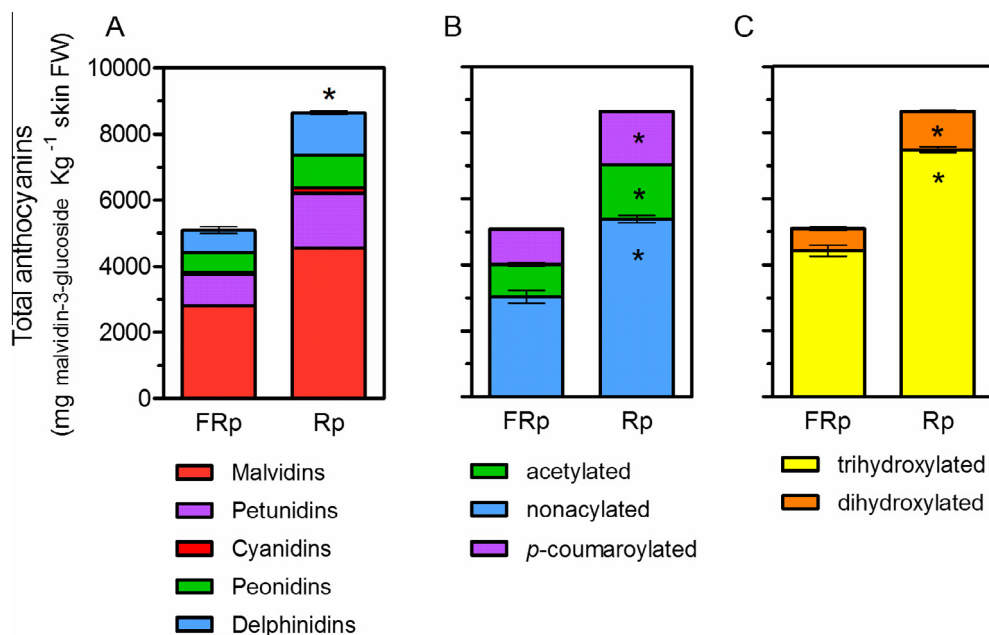 A
B
C
Total anthocyanins
(mg malvidin-3-glucoside Kg⁻¹ skin FW)
10000
8000
6000
4000
2000
0
*
*
*
*
*
*
FRp Rp
FRp Rp
FRp Rp
Malvidins
Petunidins
Cyanidins
Peonidins
Delphinidins
acetylated
nonacylated
p-coumaroylated
trihydroxylated
dihydroxylated